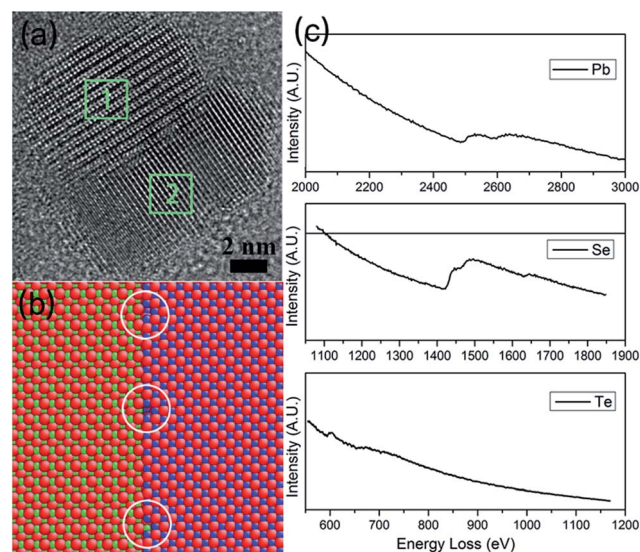 (a)
1
2
2 nm
(b)
(c)
Intensity (A.U.)
Pb
2000 2200 2400 2600 2800 3000
Intensity (A.U.)
Se
1100 1200 1300 1400 1500 1600 1700 1800 1900
Intensity (A.U.)
Te
600 700 800 900 1000 1100 1200
Energy Loss (eV)